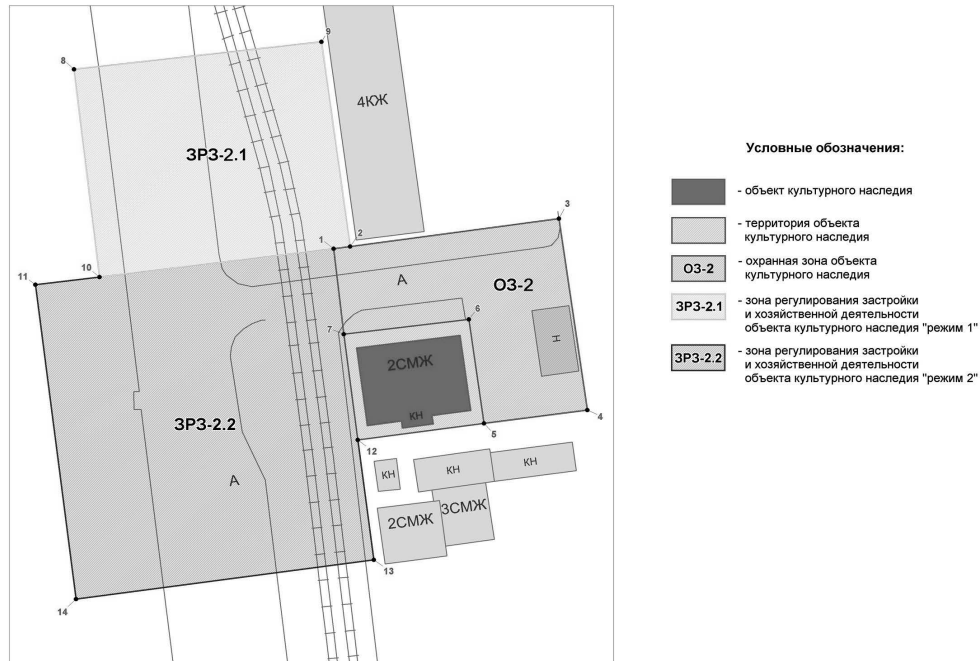 9
8
4КЖ
ЗРЗ-2.1
3
1
2
10
11
А
ОЗ-2
7
6
2СМЖ
Н
КН
4
ЗРЗ-2.2
5
12
КН
КН
КН
А
2СМЖ
3СМЖ
13
14
Условные обозначения:
- объект культурного наследия
- территория объекта
культурного наследия
ОЗ-2
- охранная зона объекта
культурного наследия
ЗРЗ-2.1
- зона регулирования застройки
и хозяйственной деятельности
объекта культурного наследия "режим 1"
ЗРЗ-2.2
- зона регулирования застройки
и хозяйственной деятельности
объекта культурного наследия "режим 2"